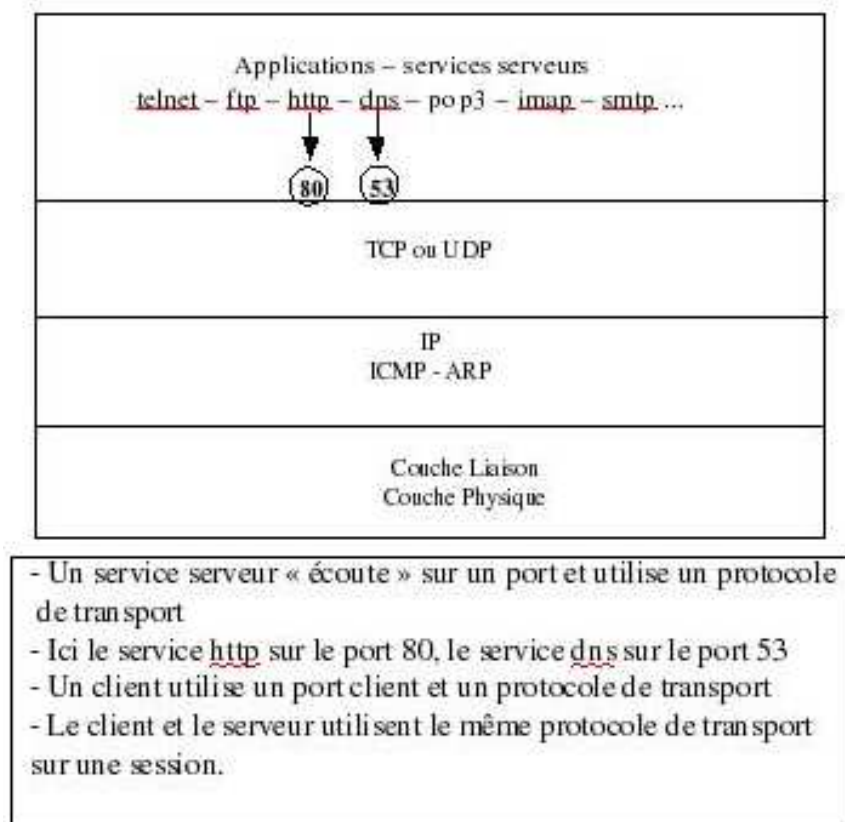 Applications – services serveurs
telnet – ftp – http – dns – pop3 – imap – smtp ...
80 53
TCP ou UDP
IP
ICMP - ARP
Couche Liaison
Couche Physique
- Un service serveur « écoute » sur un port et utilise un protocole
de transport
- Ici le service http sur le port 80, le service dns sur le port 53
- Un client utilise un port client et un protocole de transport
- Le client et le serveur utilisent le même protocole de transport
sur une session.